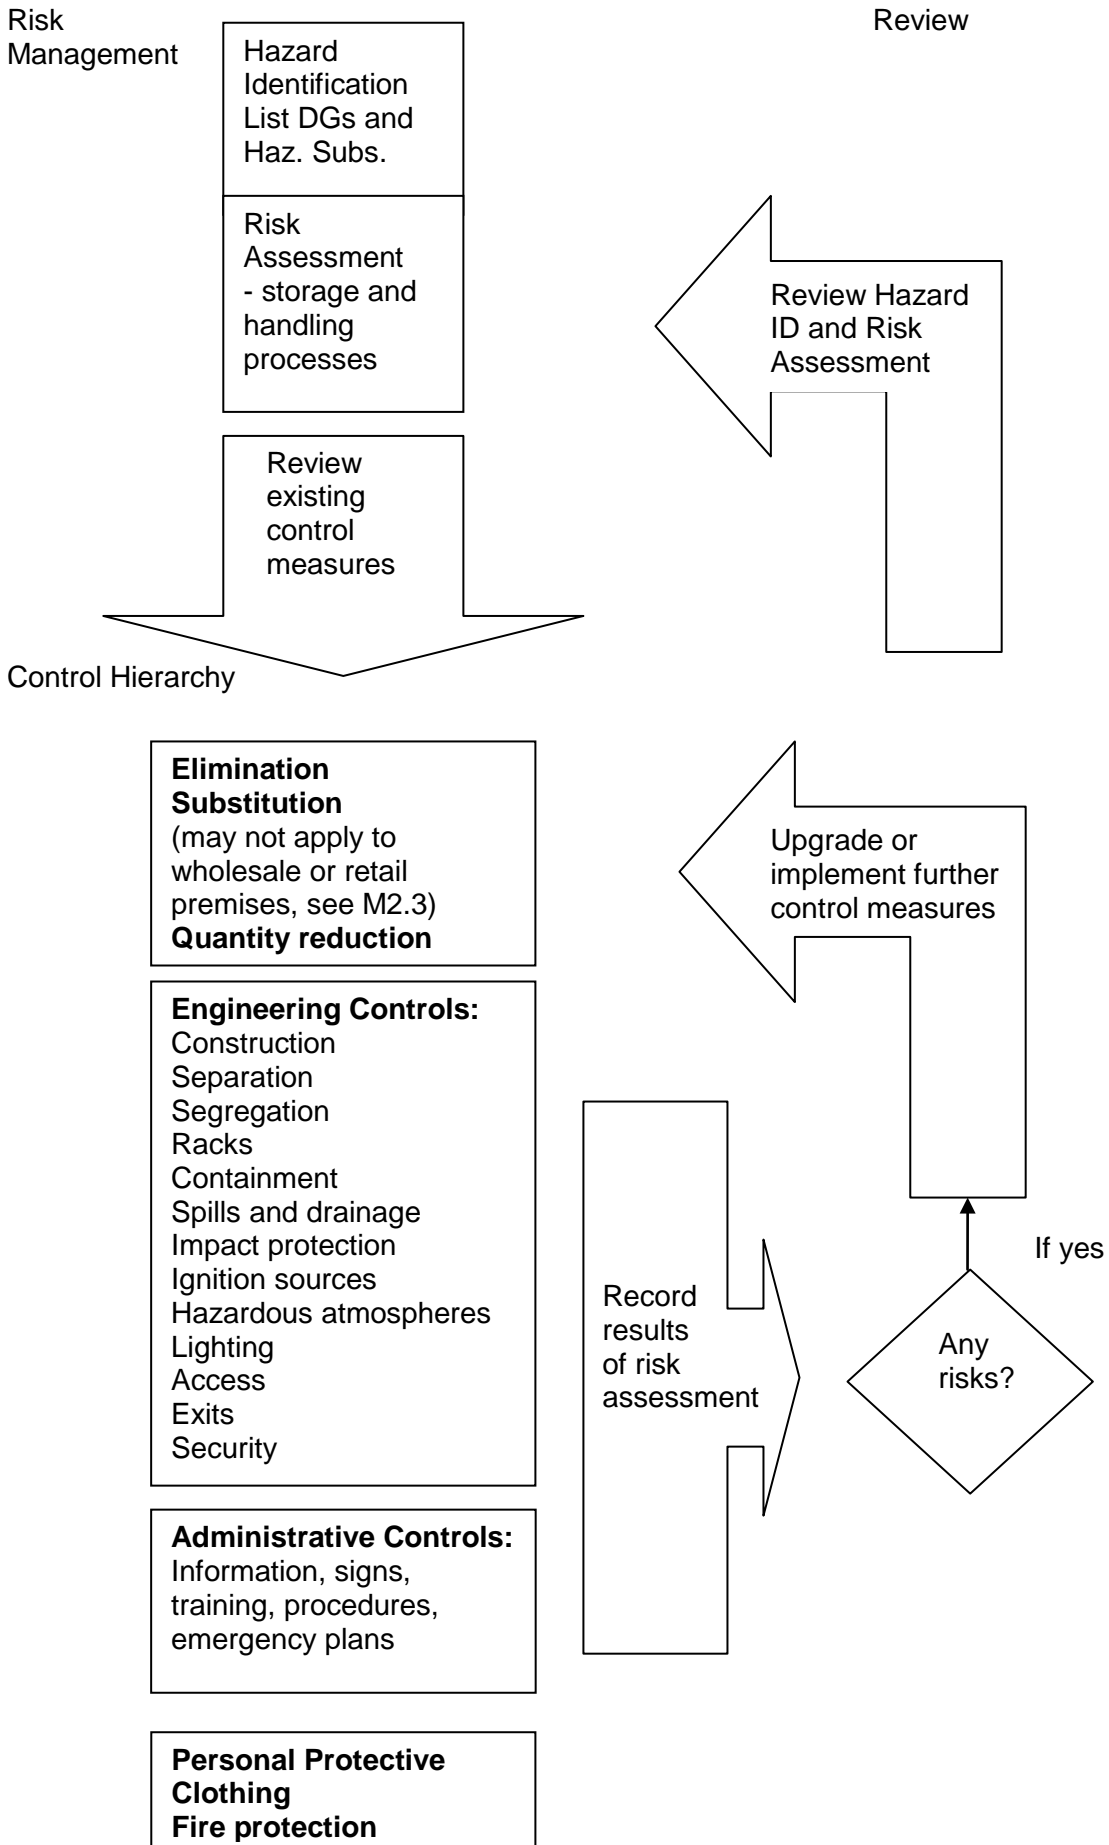 Risk
Management
Review
Hazard
Identification
List DGs and
Haz. Subs.
Risk
Assessment
- storage and
handling
processes
Review Hazard
ID and Risk
Assessment
Review
existing
control
measures
Control Hierarchy
Elimination
Substitution
(may not apply to
wholesale or retail
premises, see M2.3)
Quantity reduction
Upgrade or
implement further
control measures
Engineering Controls:
Construction
Separation
Segregation
Racks
Containment
Spills and drainage
Impact protection
Ignition sources
Hazardous atmospheres
Lighting
Access
Exits
Security
Record
results
of risk
assessment
Any
risks?
If yes
Administrative Controls:
Information, signs,
training, procedures,
emergency plans
Personal Protective
Clothing
Fire protection